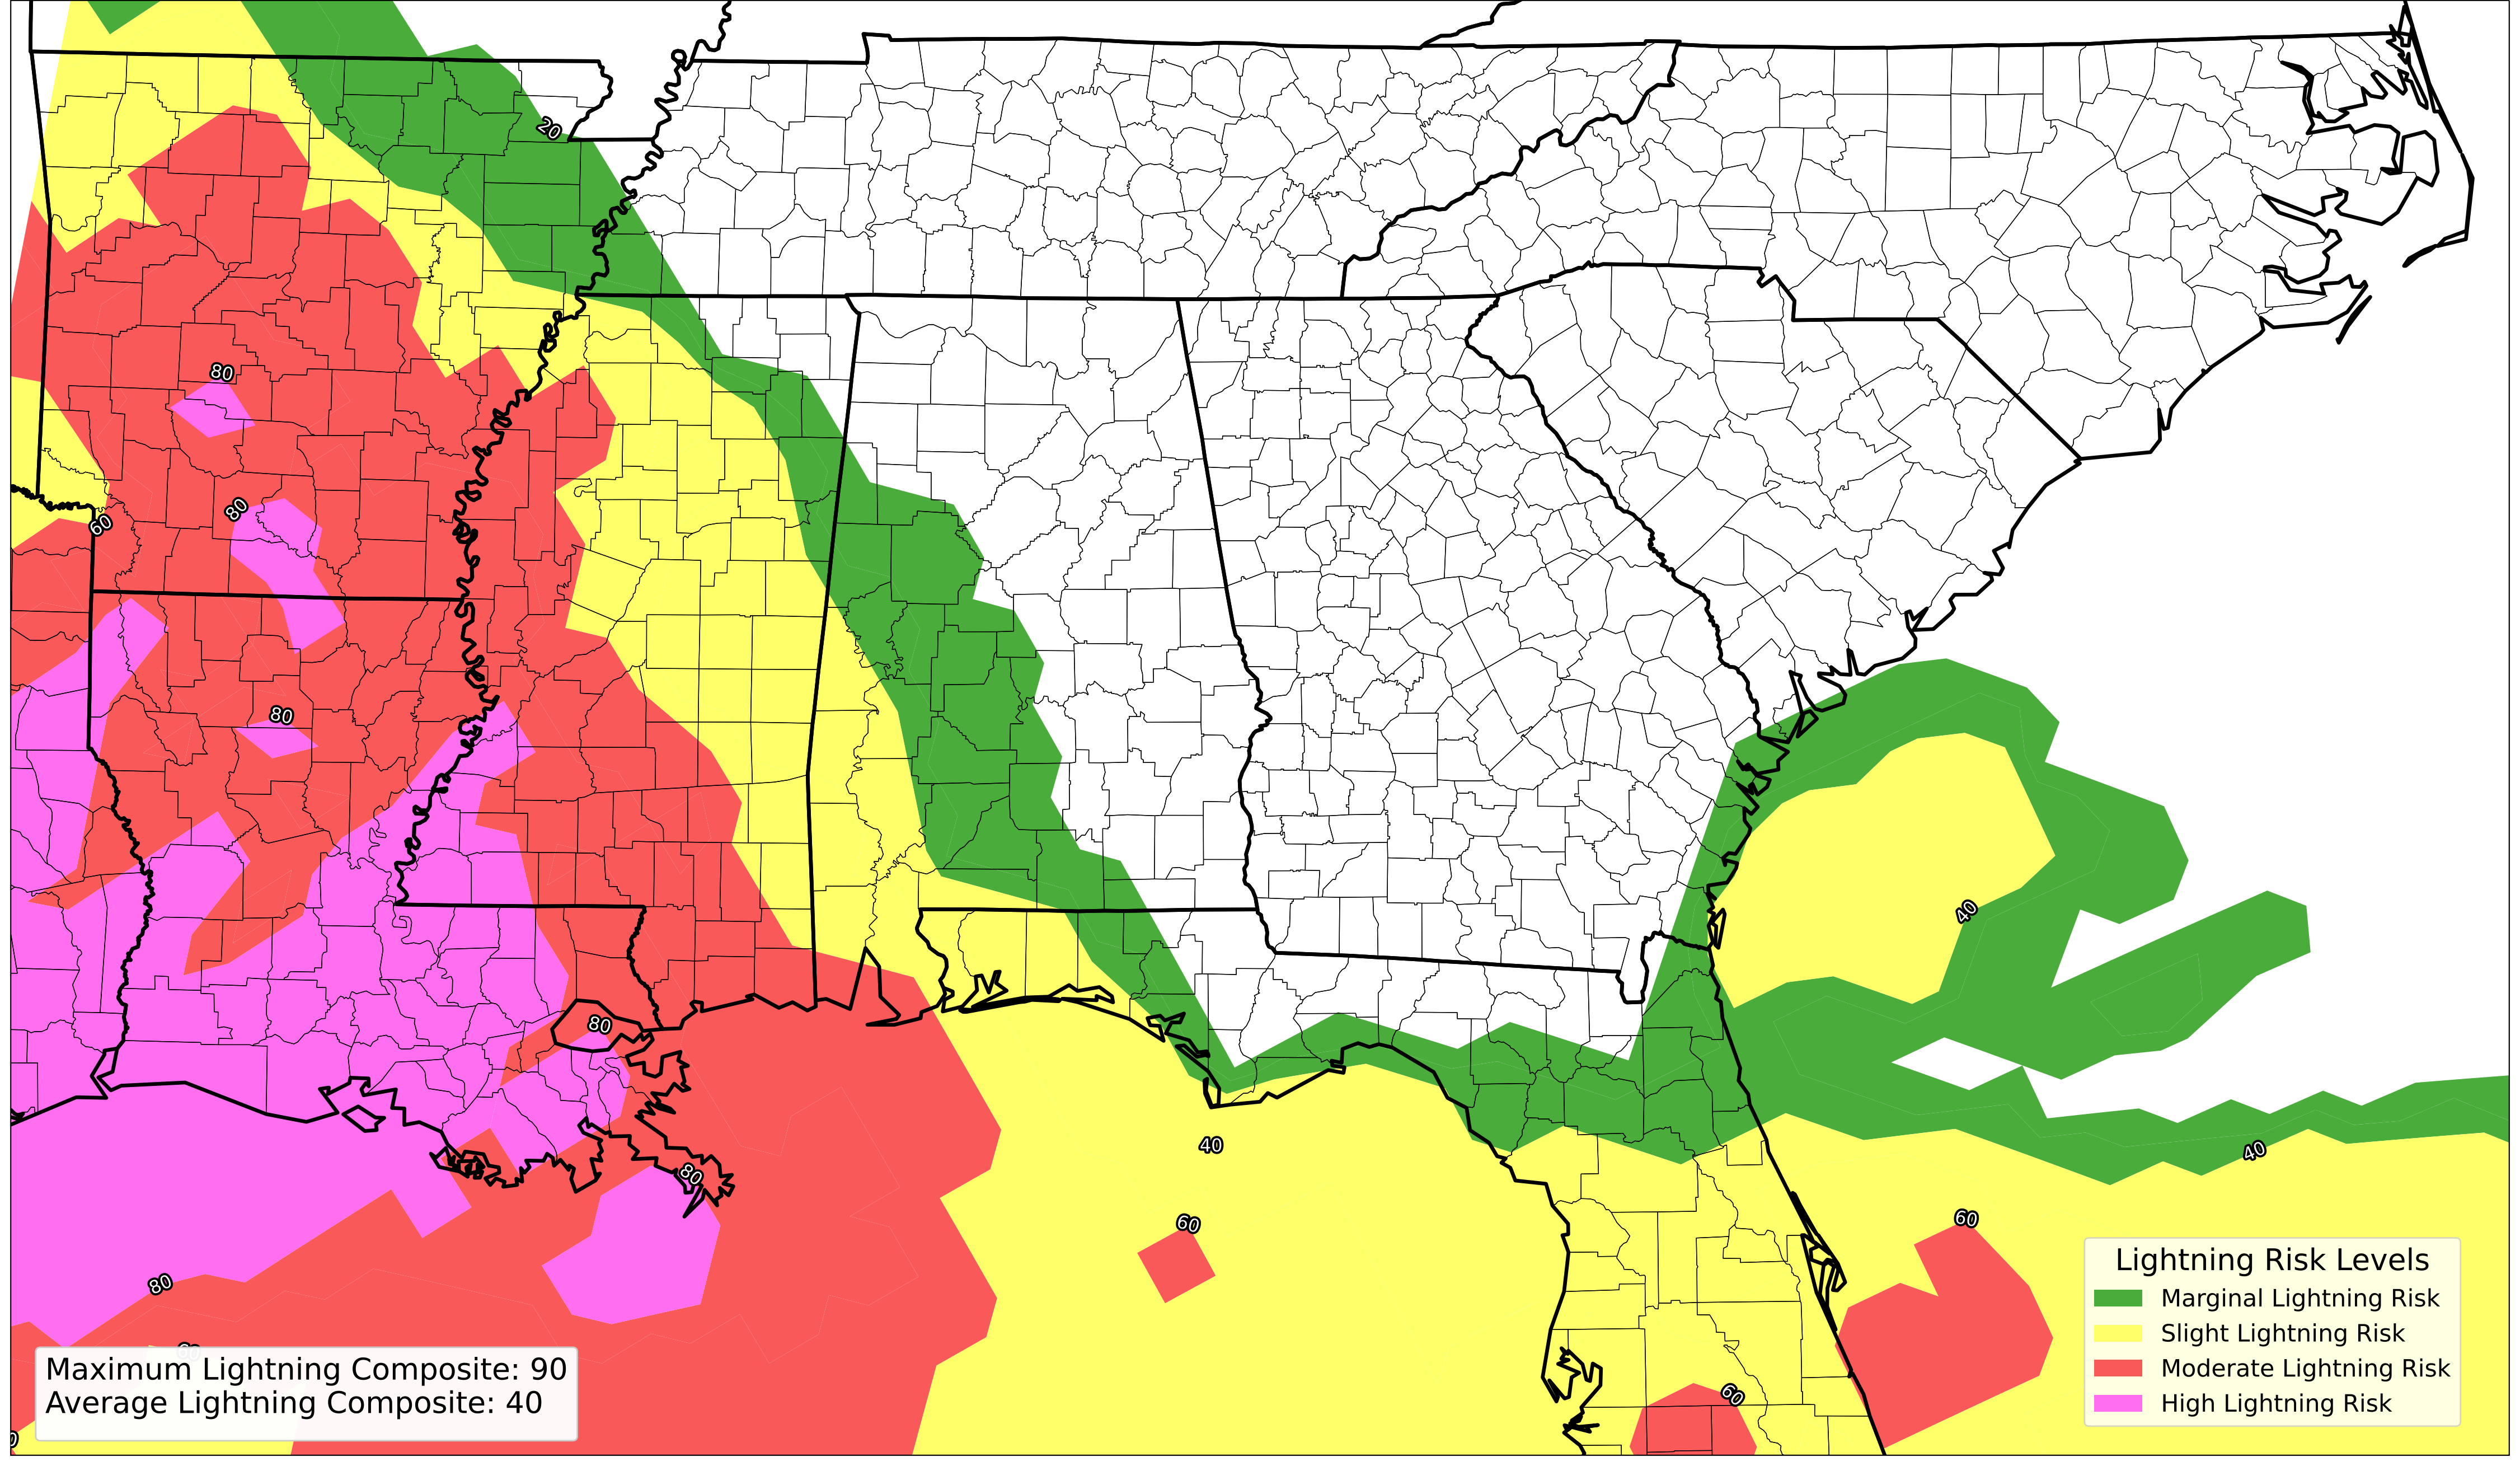 20
80
80
60
80
40
80
40
40
80
60
60
80
60
Lightning Risk Levels
Marginal Lightning Risk
Slight Lightning Risk
Moderate Lightning Risk
High Lightning Risk
Maximum Lightning Composite: 90
Average Lightning Composite: 40